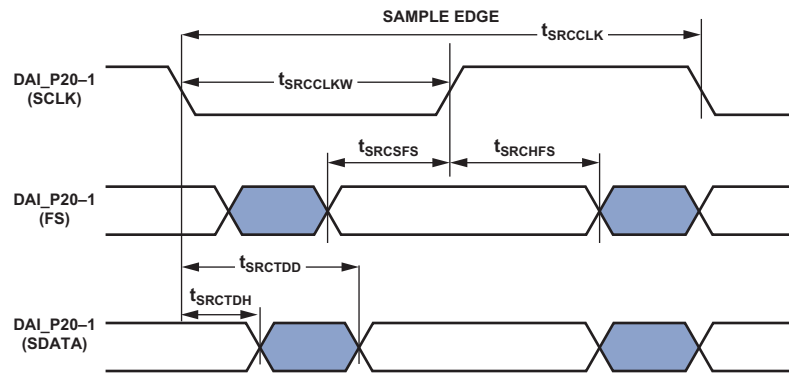 SAMPLE EDGE
tSRCCLK
DAI_P20–1
(SCLK)
tSRCCLKW
tSRCSFS
tSRCHFS
DAI_P20–1
(FS)
tSRCTDD
tSRCTDH
DAI_P20–1
(SDATA)